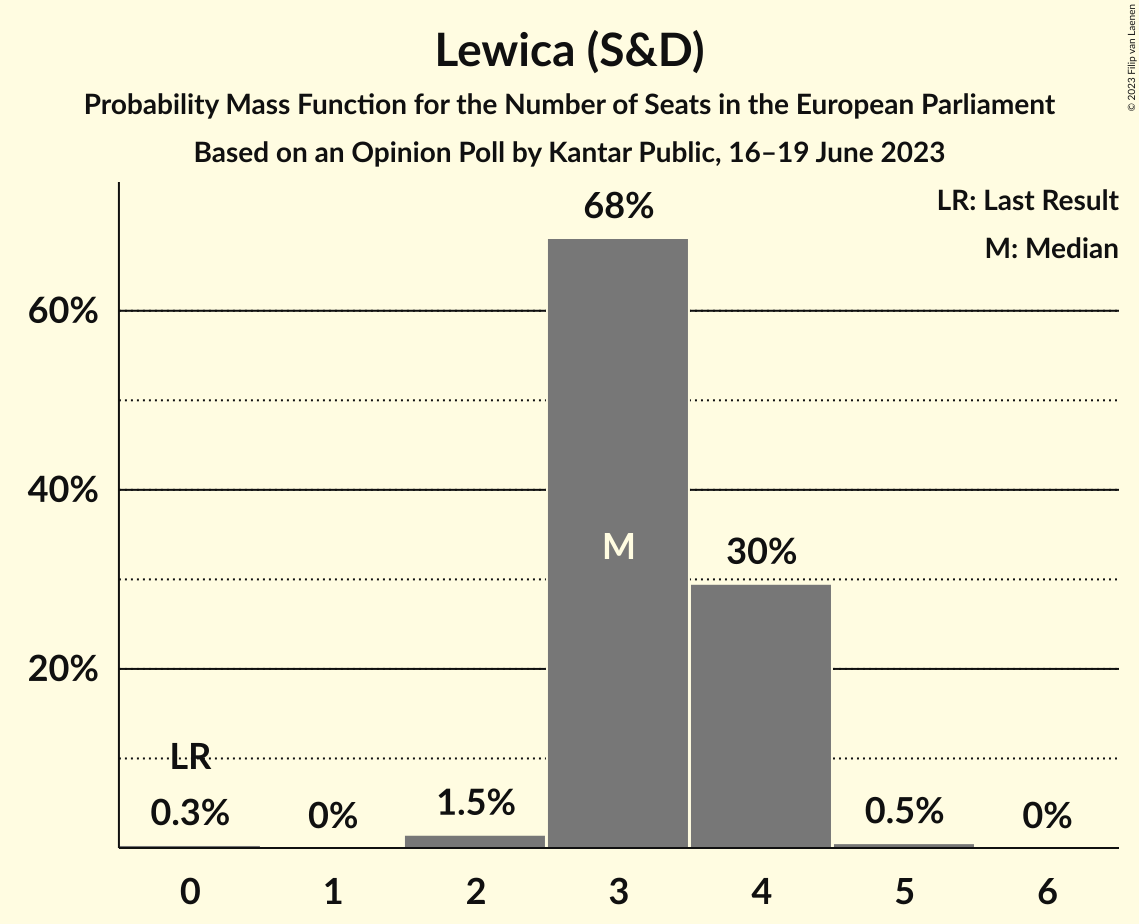 © 2023 Filip van Laenen
Lewica (S&D)
Probability Mass Function for the Number of Seats in the European Parliament
Based on an Opinion Poll by Kantar Public, 16–19 June 2023
LR: Last Result
M: Median
68%
60%
40%
M
30%
20%
LR
0.3%
0%
1.5%
0.5%
0%
0 1 2 3 4 5 6